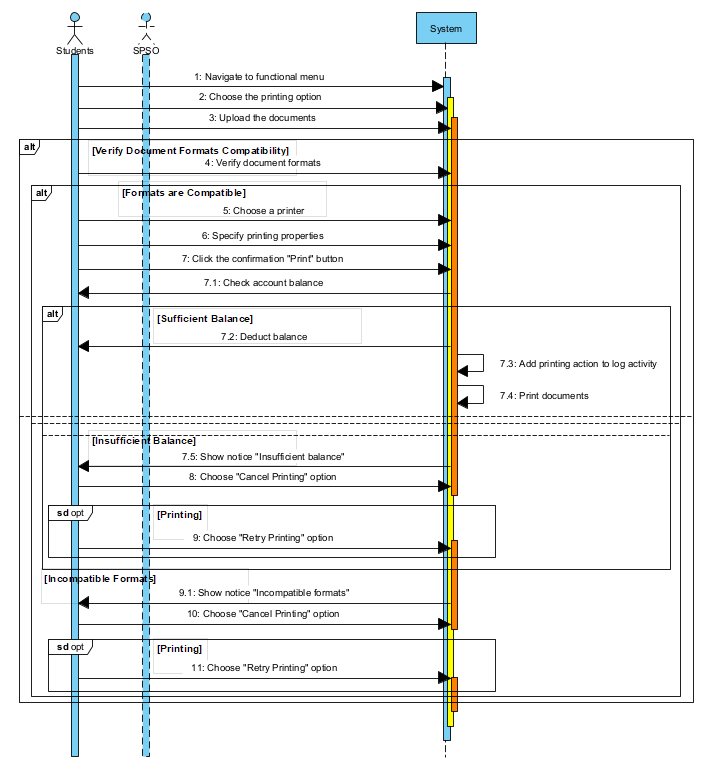 Students
SPSO
System
1: Navigate to functional menu
2: Choose the printing option
3: Upload the documents
alt
[Verify Document Formats Compatibility]
4: Verify document formats
alt
[Formats are Compatible]
5: Choose a printer
6: Specify printing properties
7: Click the confirmation "Print" button
7.1: Check account balance
alt
[Sufficient Balance]
7.2: Deduct balance
7.3: Add printing action to log activity
7.4: Print documents
[Insufficient Balance]
7.5: Show notice "Insufficient balance"
8: Choose "Cancel Printing" option
sd opt
[Printing]
9: Choose "Retry Printing" option
[Incompatible Formats]
9.1: Show notice "Incompatible formats"
10: Choose "Cancel Printing" option
sd opt
[Printing]
11: Choose "Retry Printing" option